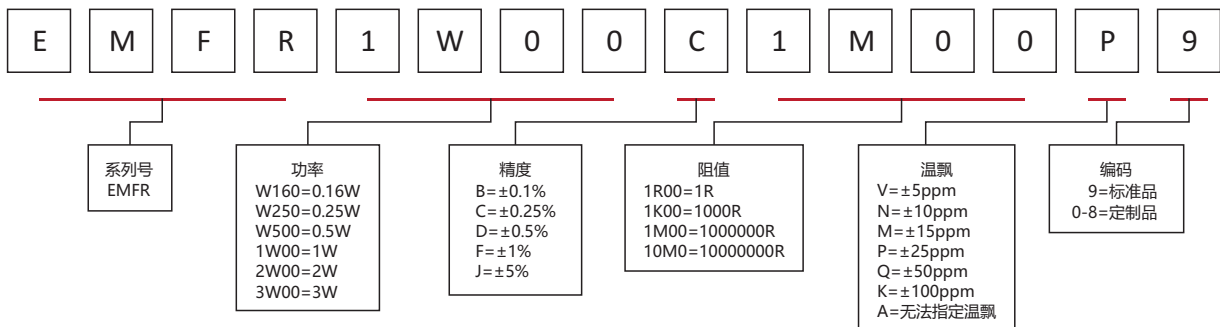 E M F R 1 W 0 0 C 1 M 0 0 P 9
系列号
EMFR
功率
W160=0.16W
W250=0.25W
W500=0.5W
1W00=1W
2W00=2W
3W00=3W
精度
B=±0.1%
C=±0.25%
D=±0.5%
F=±1%
J=±5%
阻值
1R00=1R
1K00=1000R
1M00=1000000R
10M0=10000000R
温飘
V=±5ppm
N=±10ppm
M=±15ppm
P=±25ppm
Q=±50ppm
K=±100ppm
A=无法指定温飘
编码
9=标准品
0-8=定制品